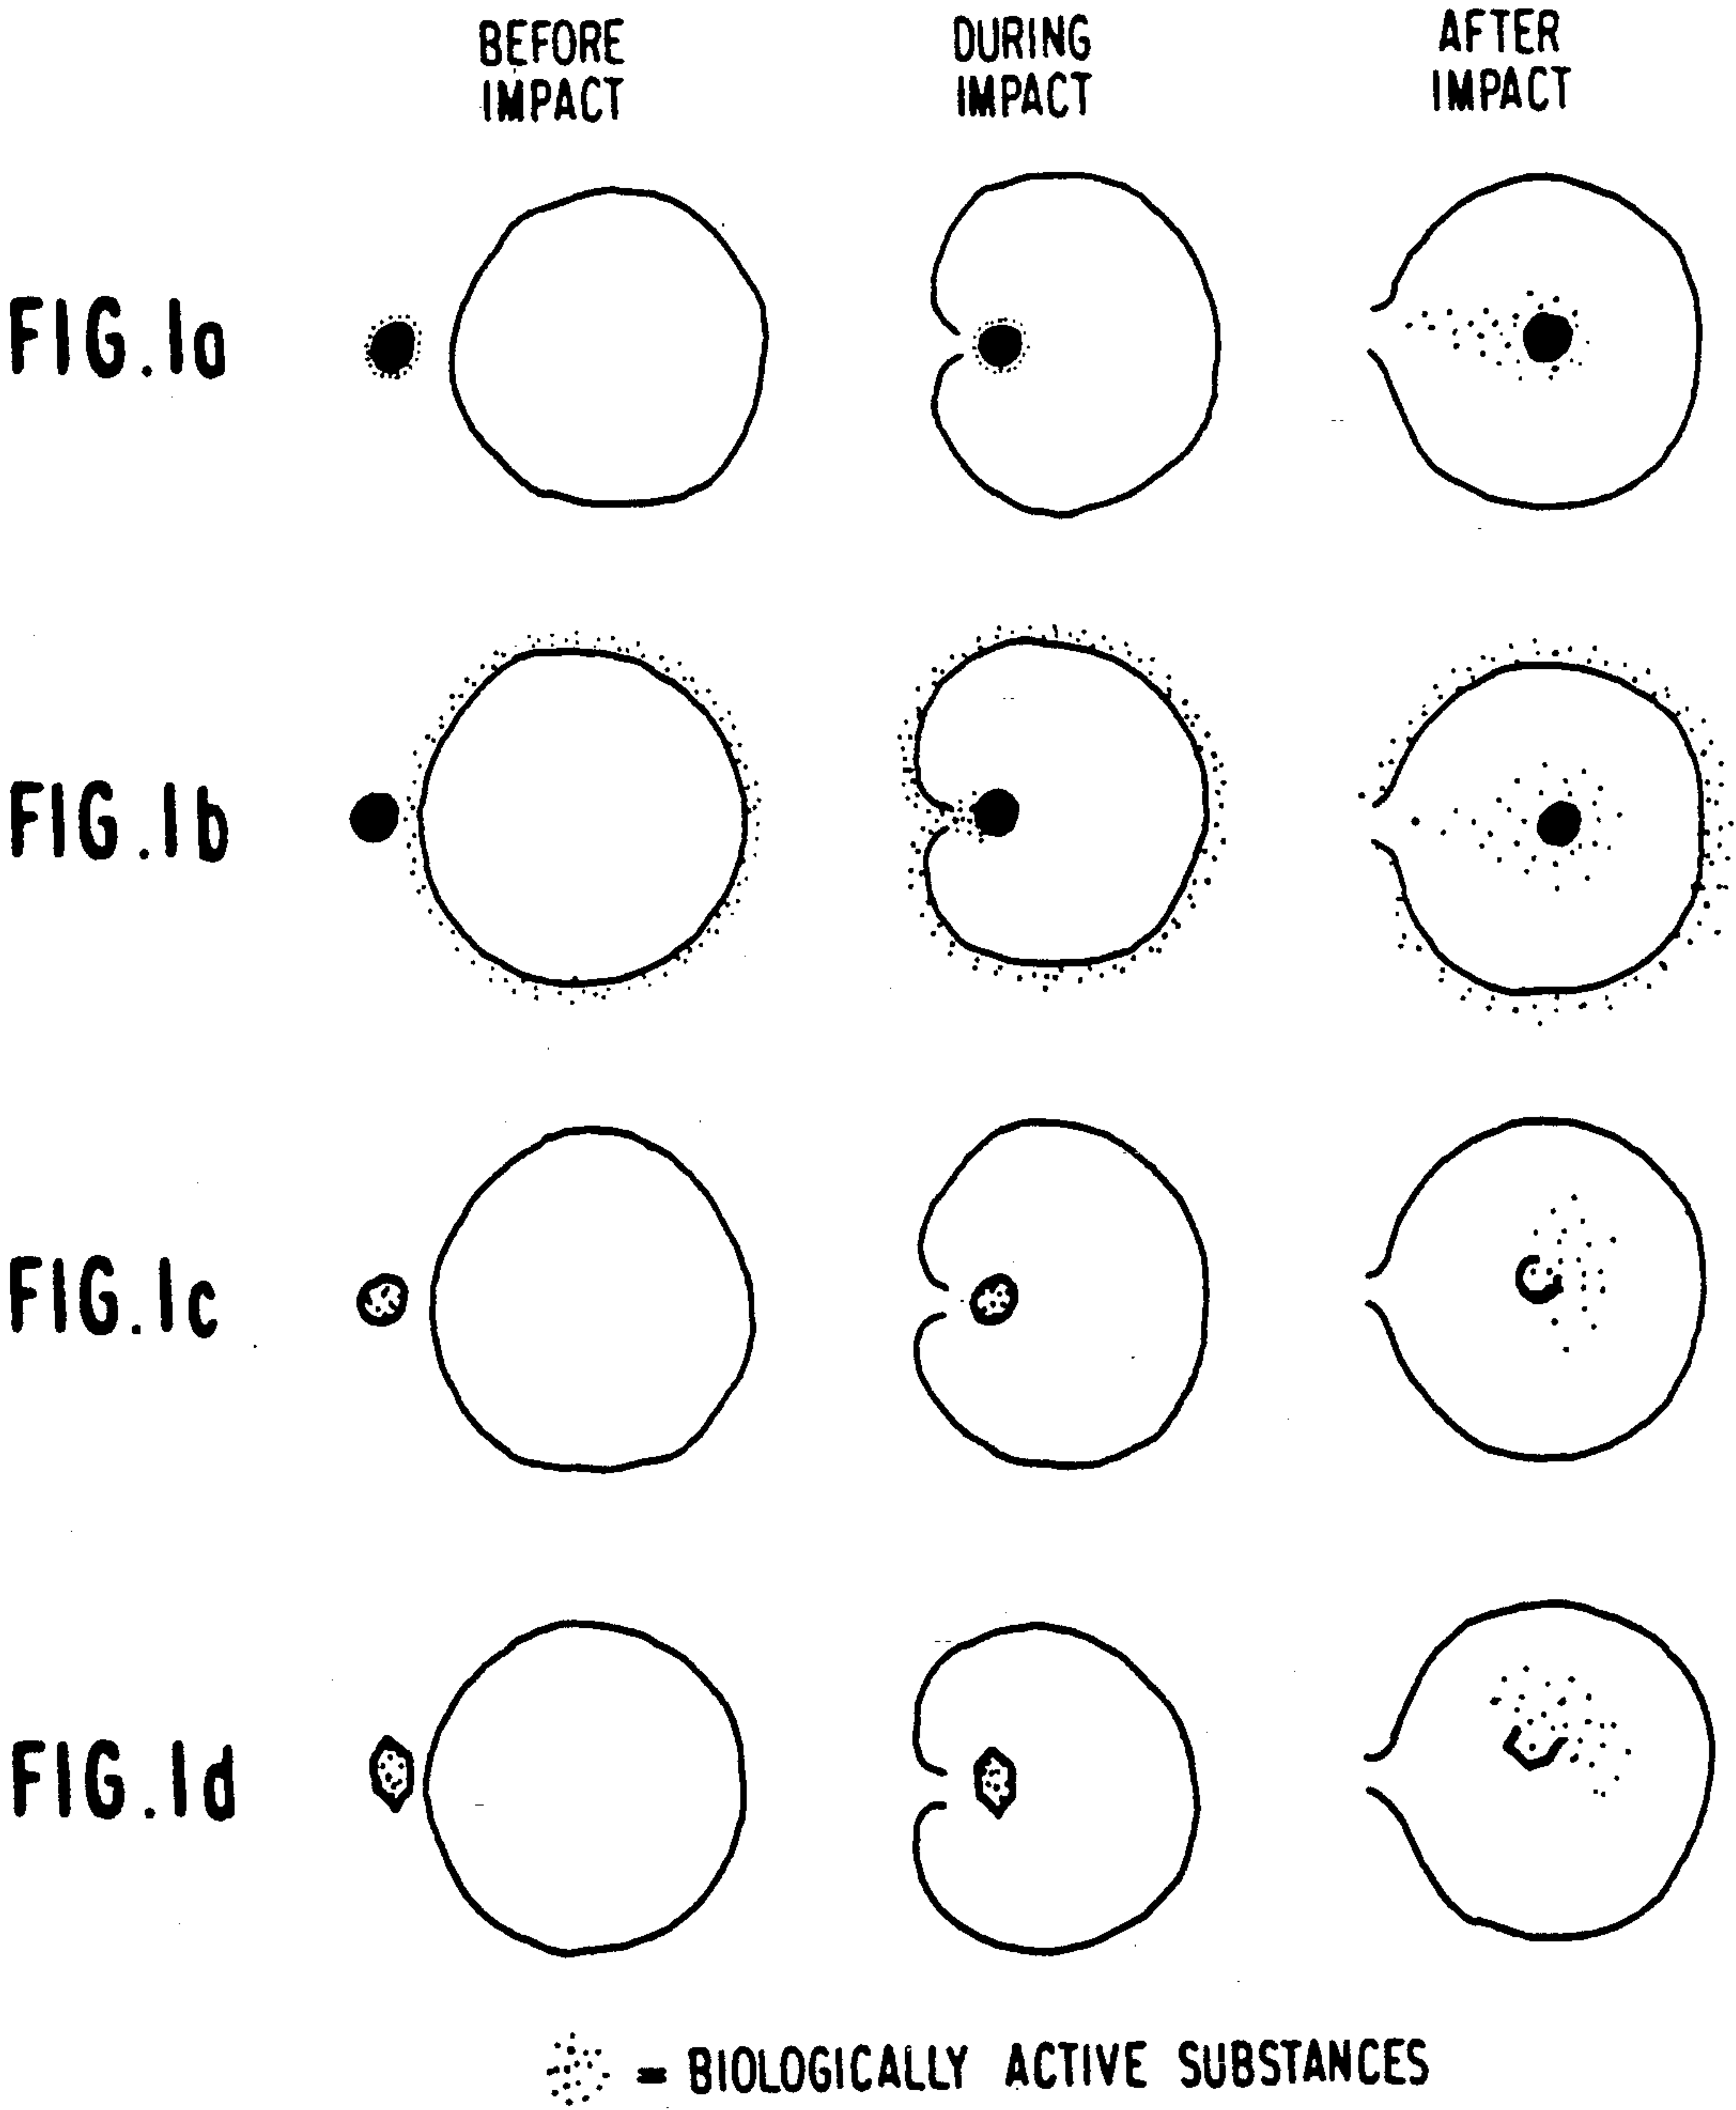 BEFORE
IMPACT
DURING
IMPACT
AFTER
IMPACT
FIG.1a
FIG.1b
FIG.1c
FIG.1d
= BIOLOGICALLY ACTIVE SUBSTANCES